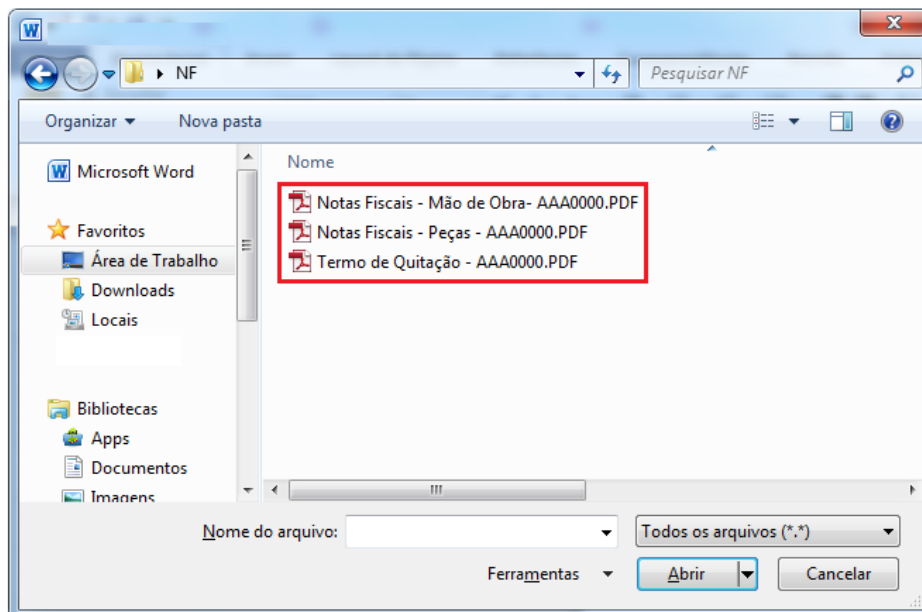 NF
Pesquisar NF
Organizar
Nova pasta
Microsoft Word
Favoritos
Área de Trabalho
Downloads
Locais
Bibliotecas
Apps
Documentos
Imagens
Nome
Notas Fiscais - Mão de Obra- AAA0000.PDF
Notas Fiscais - Peças - AAA0000.PDF
Termo de Quitação - AAA0000.PDF
Nome do arquivo:
Todos os arquivos (*.*)
Ferramentas
Abrir
Cancelar